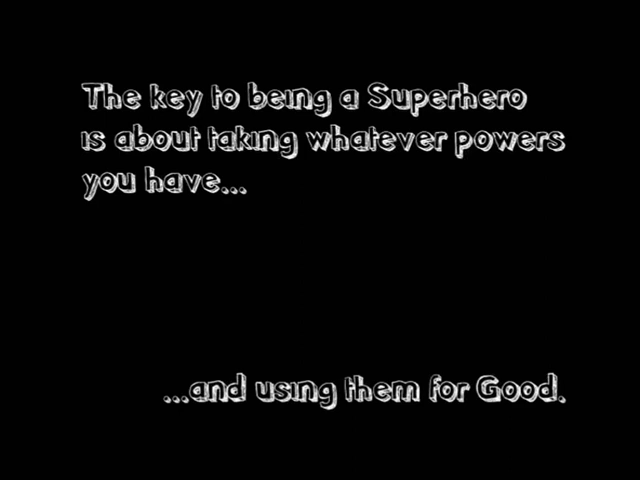 The key to being a Superhero
is about taking whatever powers
you have...
...and using them for Good.